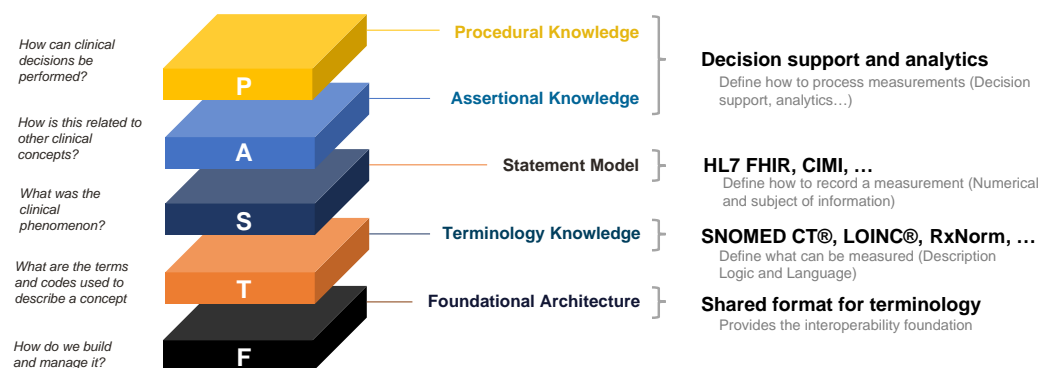 How can clinical
decisions be
performed?
How is this related to
other clinical
concepts?
What was the
clinical
phenomenon?
What are the terms
and codes used to
describe a concept
How do we build
and manage it?
P
A
S
T
F
Procedural Knowledge
Assertional Knowledge
Statement Model
Terminology Knowledge
Foundational Architecture
Decision support and analytics
Define how to process measurements (Decision
support, analytics…)
HL7 FHIR, CIMI, …
Define how to record a measurement (Numerical
and subject of information)
SNOMED CT®, LOINC®, RxNorm, …
Define what can be measured (Description
Logic and Language)
Shared format for terminology
Provides the interoperability foundation